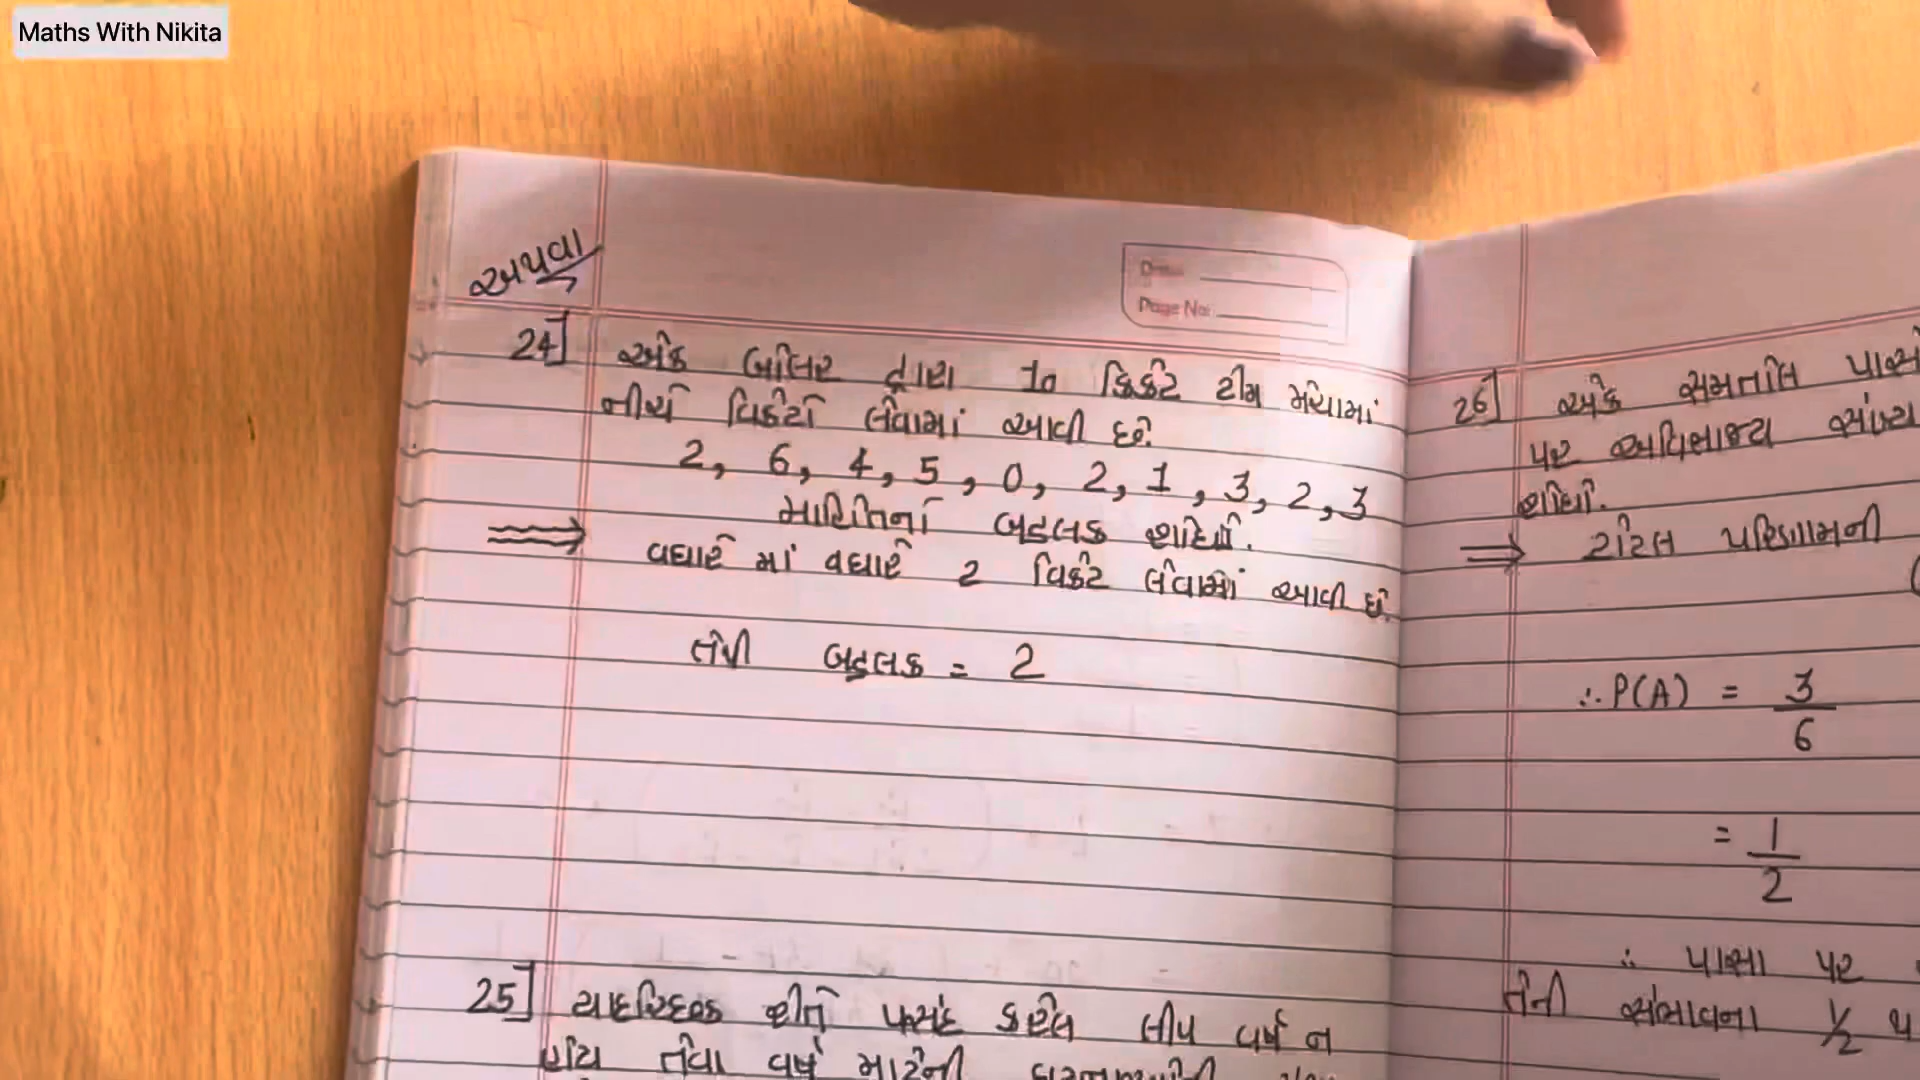 Maths With Nikita
અથવા
Date:
Page No:
24] એક બોલર દ્વારા 10 ક્રિકેટ ટીમ મેચોમાં
નીચે વિકેટો લેવામાં આવી છે.
2, 6, 4, 5, 0, 2, 1, 3, 2, 3
માહિતિનો બહુલક શોધો.
⇒ વધારે માં વધારે 2 વિકેટ લેવામાં આવી છે.
તેથી બહુલક = 2
25] યાદચ્છિક રીતે પસંદ કરેલ લીપ વર્ષ ન
હોય તેવા વર્ષ માટેની
26] એક સમતોલ
પર અવિભાજ્ય
શોધો.
⇒ ટોટલ પરિણામની
∴ P(A) = 3/6
= 1/2
∴ પાસા પર
તેની સંભાવના 1/2